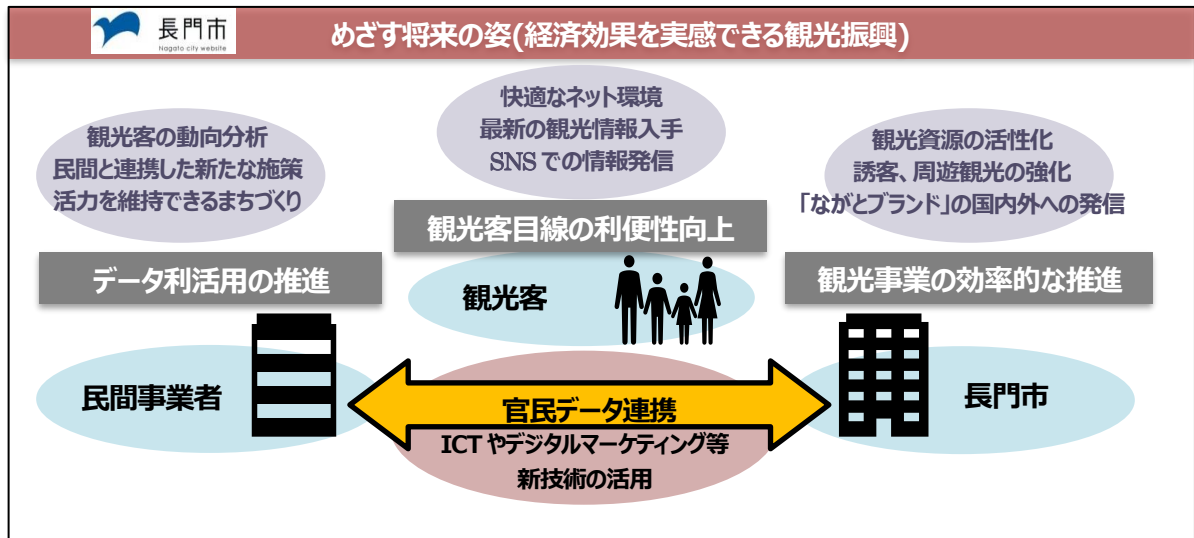 長門市
Nagato city website
めざす将来の姿(経済効果を実感できる観光振興)
観光客の動向分析
民間と連携した新たな施策
活力を維持できるまちづくり
データ利活用の推進
民間事業者
快適なネット環境
最新の観光情報入手
SNSでの情報発信
観光客目線の利便性向上
観光客
観光資源の活性化
誘客、周遊観光の強化
「ながとブランド」の国内外への発信
観光事業の効率的な推進
長門市
官民データ連携
ICTやデジタルマーケティング等
新技術の活用